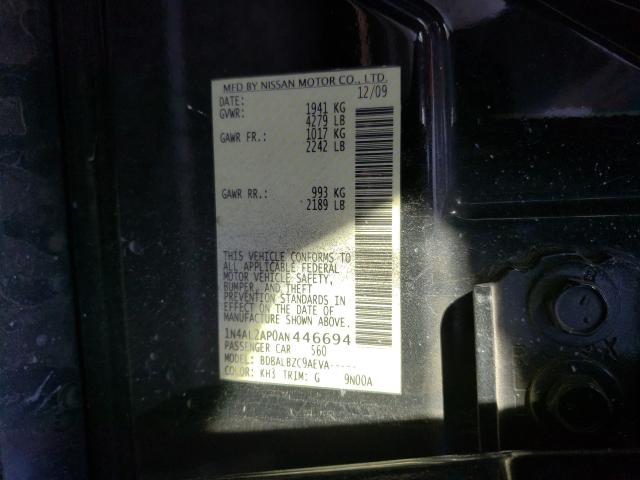 MFD BY NISSAN MOTOR CO., LTD.
DATE: 12/09
GVWR: 1941 KG
4279 LB
GAWR FR.: 1017 KG
2242 LB
GAWR RR.: 993 KG
2189 LB
THIS VEHICLE CONFORMS TO
ALL APPLICABLE FEDERAL
MOTOR VEHICLE SAFETY,
BUMPER, AND THEFT
PREVENTION STANDARDS IN
EFFECT ON THE DATE OF
MANUFACTURE SHOWN ABOVE.
1N4AL2AP0AN446694
PASSENGER CAR 560
MODEL: BDBALBZC9AEVA-----
COLOR: KH3 TRIM: G 9N00A